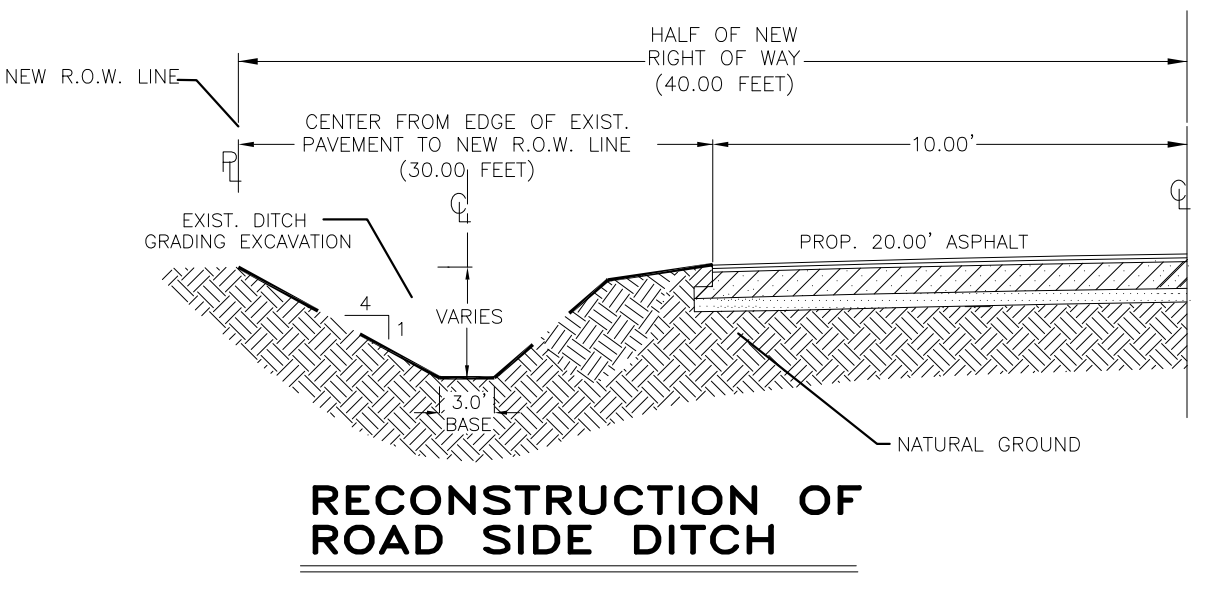 HALF OF NEW
RIGHT OF WAY
(40.00 FEET)
NEW R.O.W. LINE
CENTER FROM EDGE OF EXIST.
PAVEMENT TO NEW R.O.W. LINE
(30.00 FEET)
10.00'
PL
CL
CL
EXIST. DITCH
GRADING EXCAVATION
PROP. 20.00' ASPHALT
4
1
VARIES
3.0'
BASE
NATURAL GROUND
RECONSTRUCTION OF
ROAD SIDE DITCH